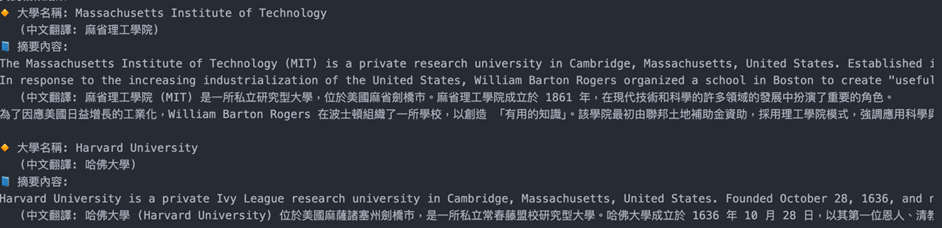 🔸 大學名稱: Massachusetts Institute of Technology
(中文翻譯: 麻省理工學院)
📘 摘要內容:
The Massachusetts Institute of Technology (MIT) is a private research university in Cambridge, Massachusetts, United States. Established
In response to the increasing industrialization of the United States, William Barton Rogers organized a school in Boston to create "useful
(中文翻譯: 麻省理工學院 (MIT) 是一所私立研究型大學，位於美國麻省劍橋市。麻省理工學院成立於 1861 年，在現代技術和科學的許多領域的發展中扮演了重要的角色。
為了因應美國日益增長的工業化，William Barton Rogers 在波士頓組織了一所學校，以創造 「有用的知識」。該學院最初由聯邦土地補助金資助，採用理工學院模式，強調應用科學與
🔸 大學名稱: Harvard University
(中文翻譯: 哈佛大學)
📘 摘要內容:
Harvard University is a private Ivy League research university in Cambridge, Massachusetts, United States. Founded October 28, 1636, and
(中文翻譯: 哈佛大學 (Harvard University) 位於美國麻薩諸塞州劍橋市，是一所私立常春藤盟校研究型大學。哈佛大學成立於 1636 年 10 月 28 日，以其第一位恩人、清教